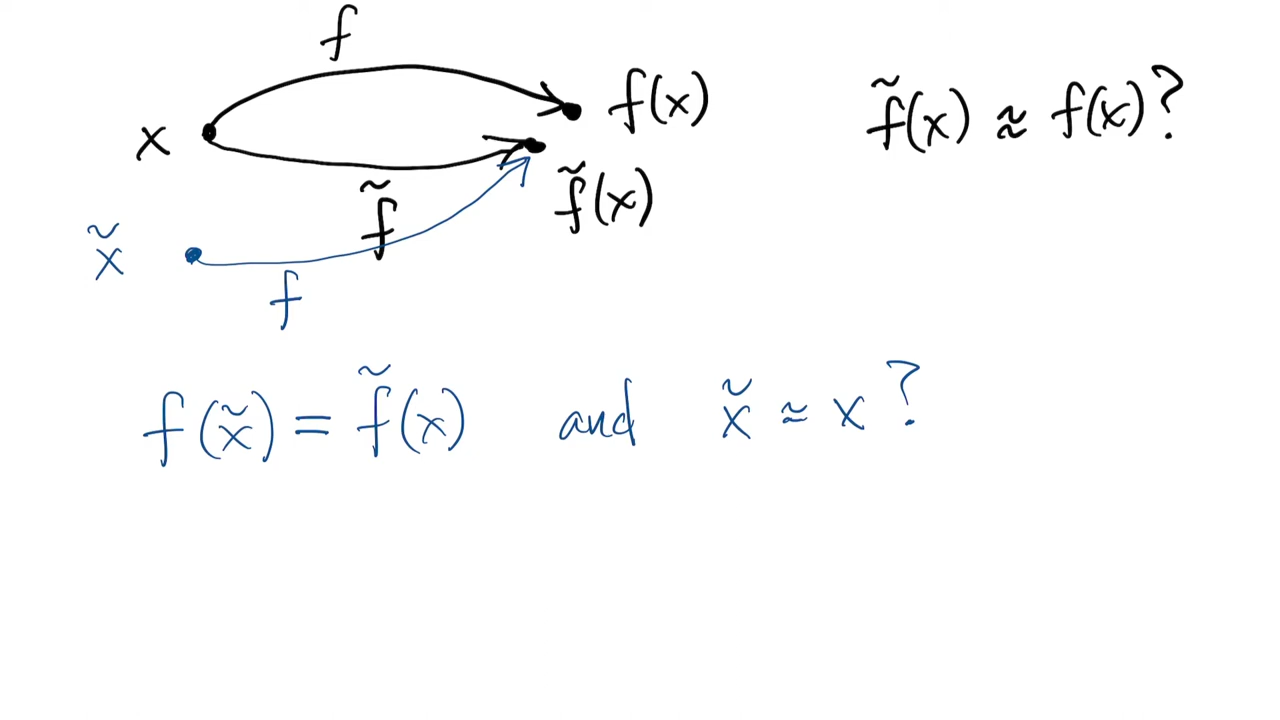 f
x
f(x)
f̃(x) ≈ f(x)?
f̃
f̃(x)
x̃
f
f(x̃) = f̃(x) and x̃ ≈ x?